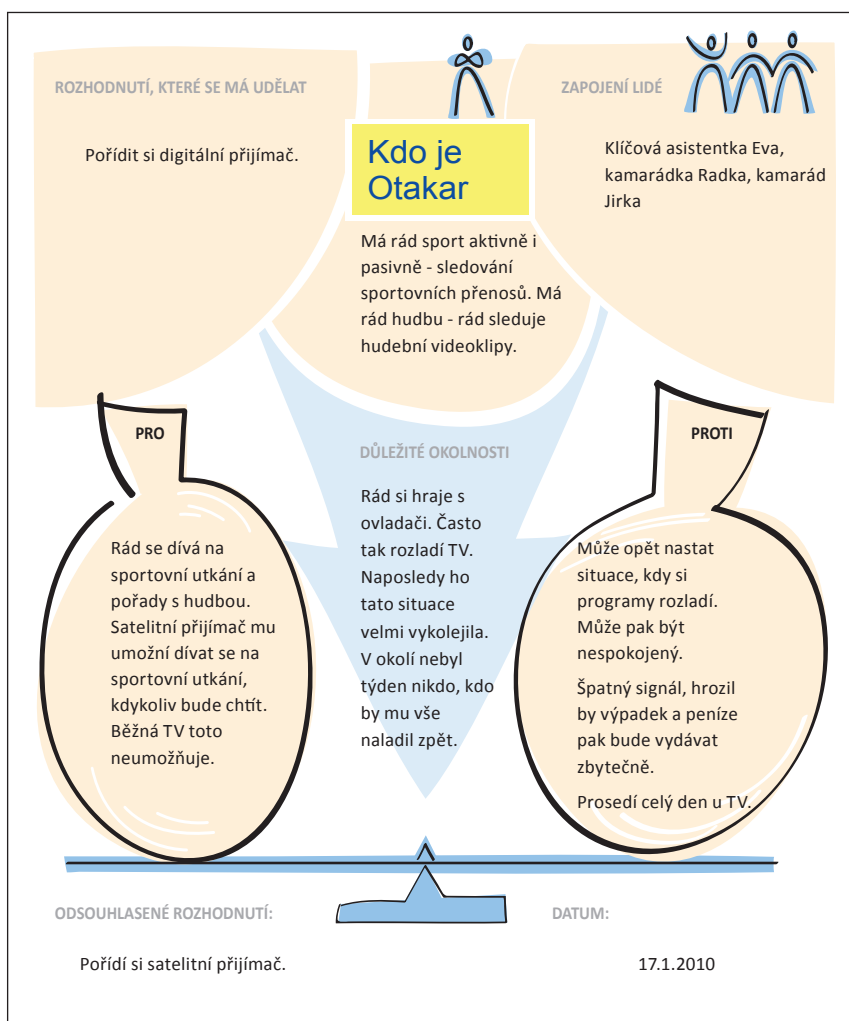 ROZHODNUTÍ, KTERÉ SE MÁ UDĚLAT
Pořídit si digitální přijímač.
Kdo je
Otakar
Má rád sport aktivně i
pasivně - sledování
sportovních přenosů. Má
rád hudbu - rád sleduje
hudební videoklipy.
ZAPOJENÍ LIDÉ
Klíčová asistentka Eva,
kamarádka Radka, kamarád
Jirka
PRO
Rád se dívá na
sportovní utkání a
pořady s hudbou.
Satelitní přijímač mu
umožní dívat se na
sportovní utkání,
kdykoliv bude chtít.
Běžná TV toto
neumožňuje.
DŮLEŽITÉ OKOLNOSTI
Rád si hraje s
ovladači. Často
tak rozladí TV.
Naposledy ho
tato situace
velmi vykolejila.
V okolí nebyl
týden nikdo, kdo
by mu vše
naladil zpět.
PROTI
Může opět nastat
situace, kdy si
programy rozladí.
Může pak být
nespokojený.
Špatný signál, hrozil
by výpadek a peníze
pak bude vydávat
zbytečně.
Prosedí celý den u TV.
ODSOUHLASENÉ ROZHODNUTÍ:
Pořídí si satelitní přijímač.
DATUM:
17.1.2010